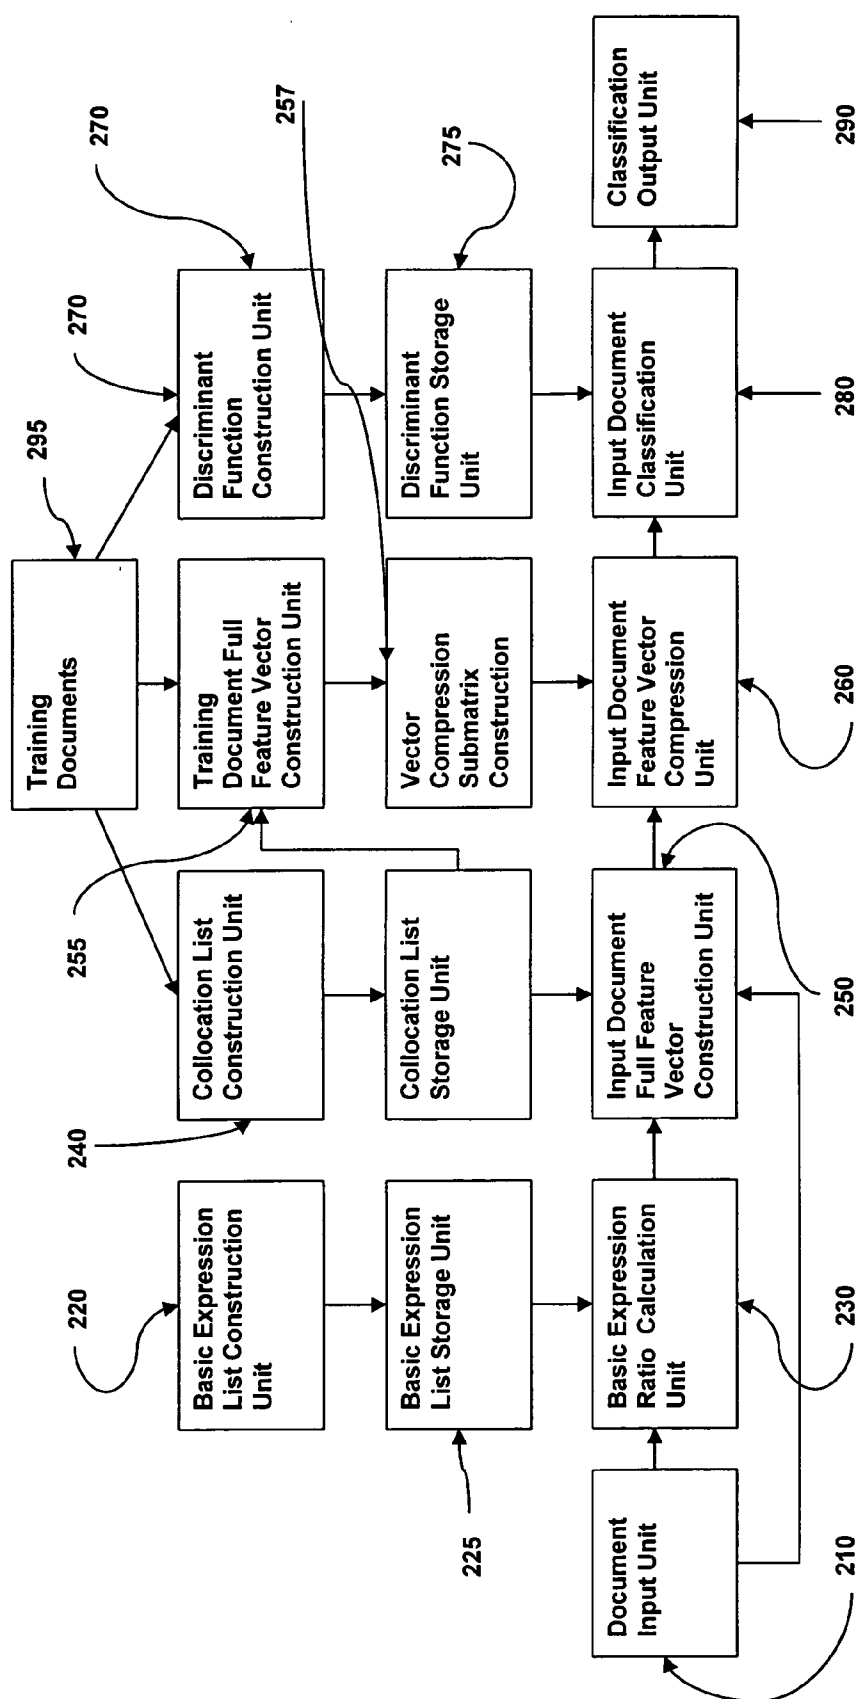 295
Training
Documents
270
270
257
220
240
255
Basic Expression
List Construction
Unit
Collocation List
Construction Unit
Training
Document Full
Feature Vector
Construction Unit
Discriminant
Function
Construction Unit
225
275
Basic Expression
List Storage Unit
Collocation List
Storage Unit
Vector
Compression
Submatrix
Construction
Discriminant
Function Storage
Unit
Document
Input Unit
Basic Expression
Ratio Calculation
Unit
Input Document
Full Feature
Vector
Construction Unit
Input Document
Feature Vector
Compression
Unit
Input Document
Classification
Unit
Classification
Output Unit
210
230
250
260
280
290